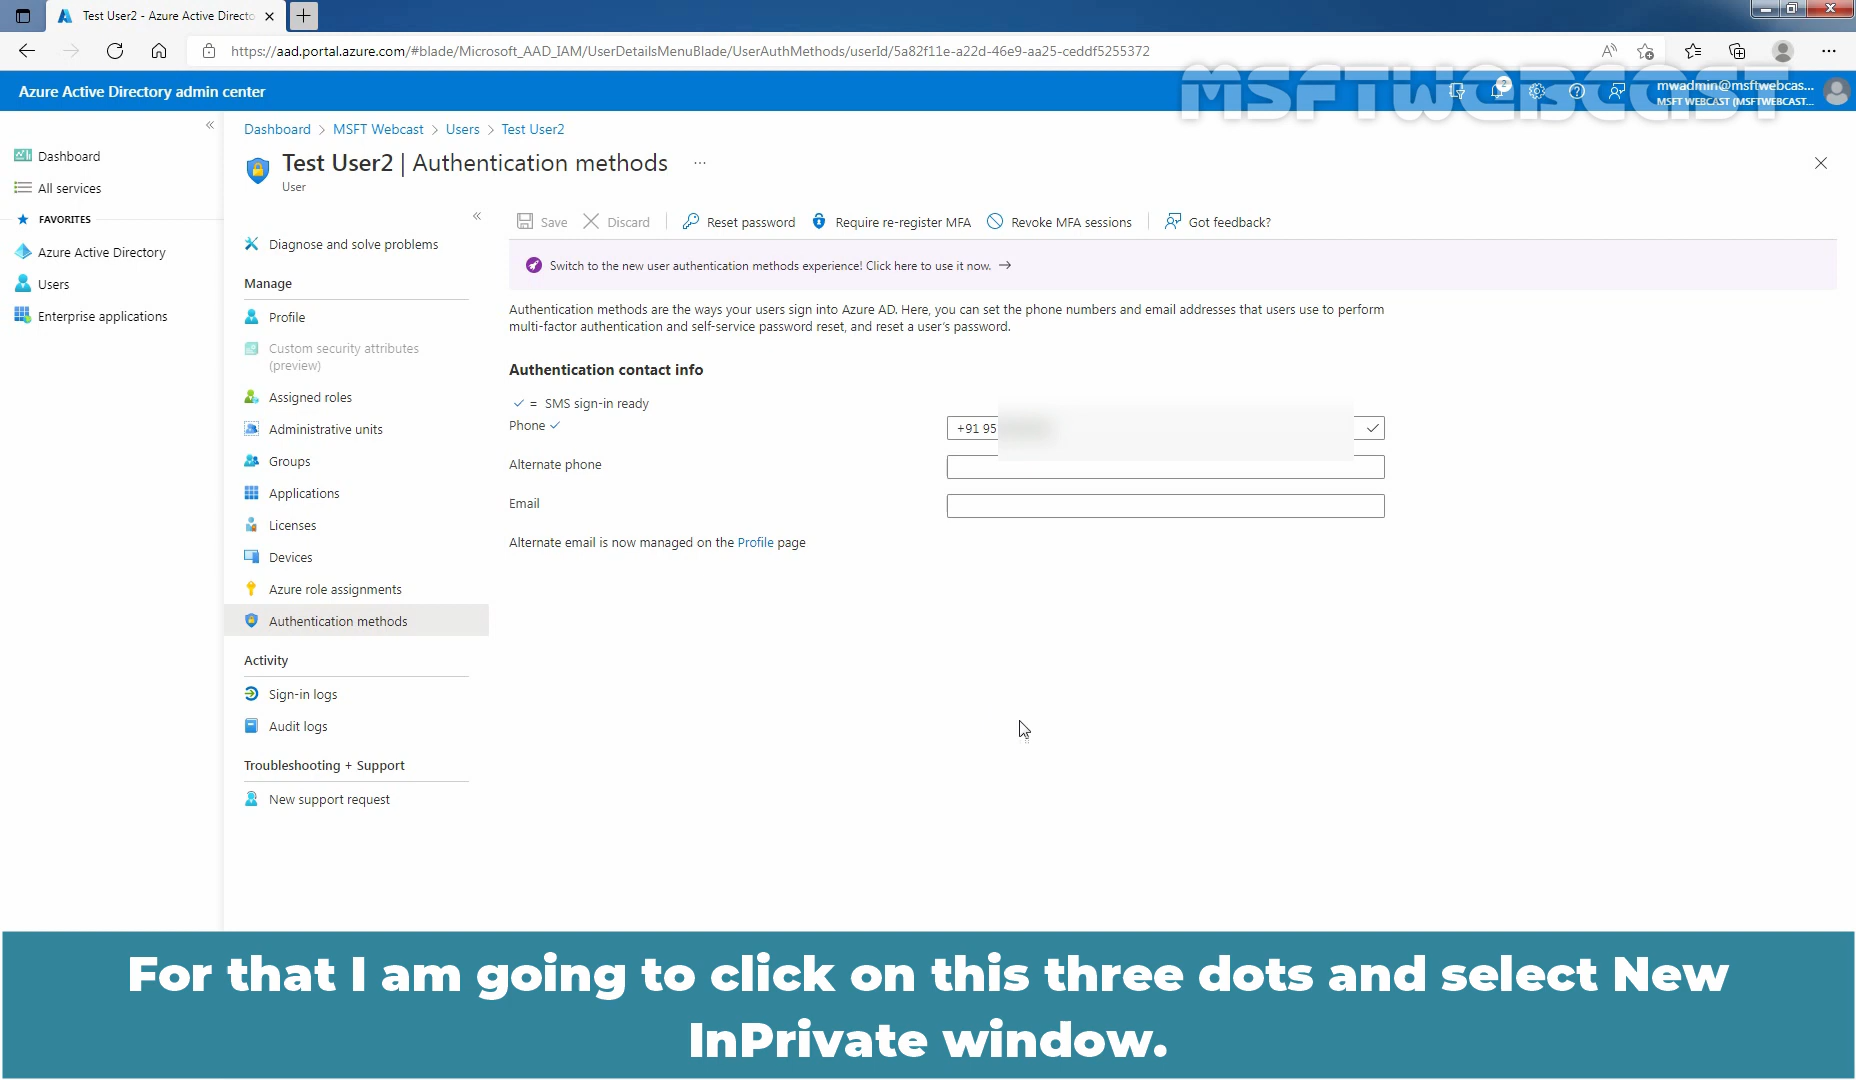 Test User2 - Azure Active Directo
https://aad.portal.azure.com/#blade/Microsoft_AAD_IAM/UserDetailsMenuBlade/UserAuthMethods/userId/5a82f11e-a22d-46e9-aa25-ceddf5255372
Azure Active Directory admin center
MSFTWEBCAST
2
mwadmin@msftwebcas...
MSFT WEBCAST (MSFTWEBCAST....
Dashboard > MSFT Webcast > Users > Test User2
Test User2 | Authentication methods ...
User
Dashboard
All services
FAVORITES
Azure Active Directory
Users
Enterprise applications
Diagnose and solve problems
Manage
Profile
Custom security attributes
(preview)
Assigned roles
Administrative units
Groups
Applications
Licenses
Devices
Azure role assignments
Authentication methods
Activity
Sign-in logs
Audit logs
Troubleshooting + Support
New support request
Save Discard Reset password Require re-register MFA Revoke MFA sessions Got feedback?
Switch to the new user authentication methods experience! Click here to use it now. →
Authentication methods are the ways your users sign into Azure AD. Here, you can set the phone numbers and email addresses that users use to perform
multi-factor authentication and self-service password reset, and reset a user's password.
Authentication contact info
✓ = SMS sign-in ready
Phone ✓
+91 95
Alternate phone
Email
Alternate email is now managed on the Profile page
For that I am going to click on this three dots and select New
InPrivate window.